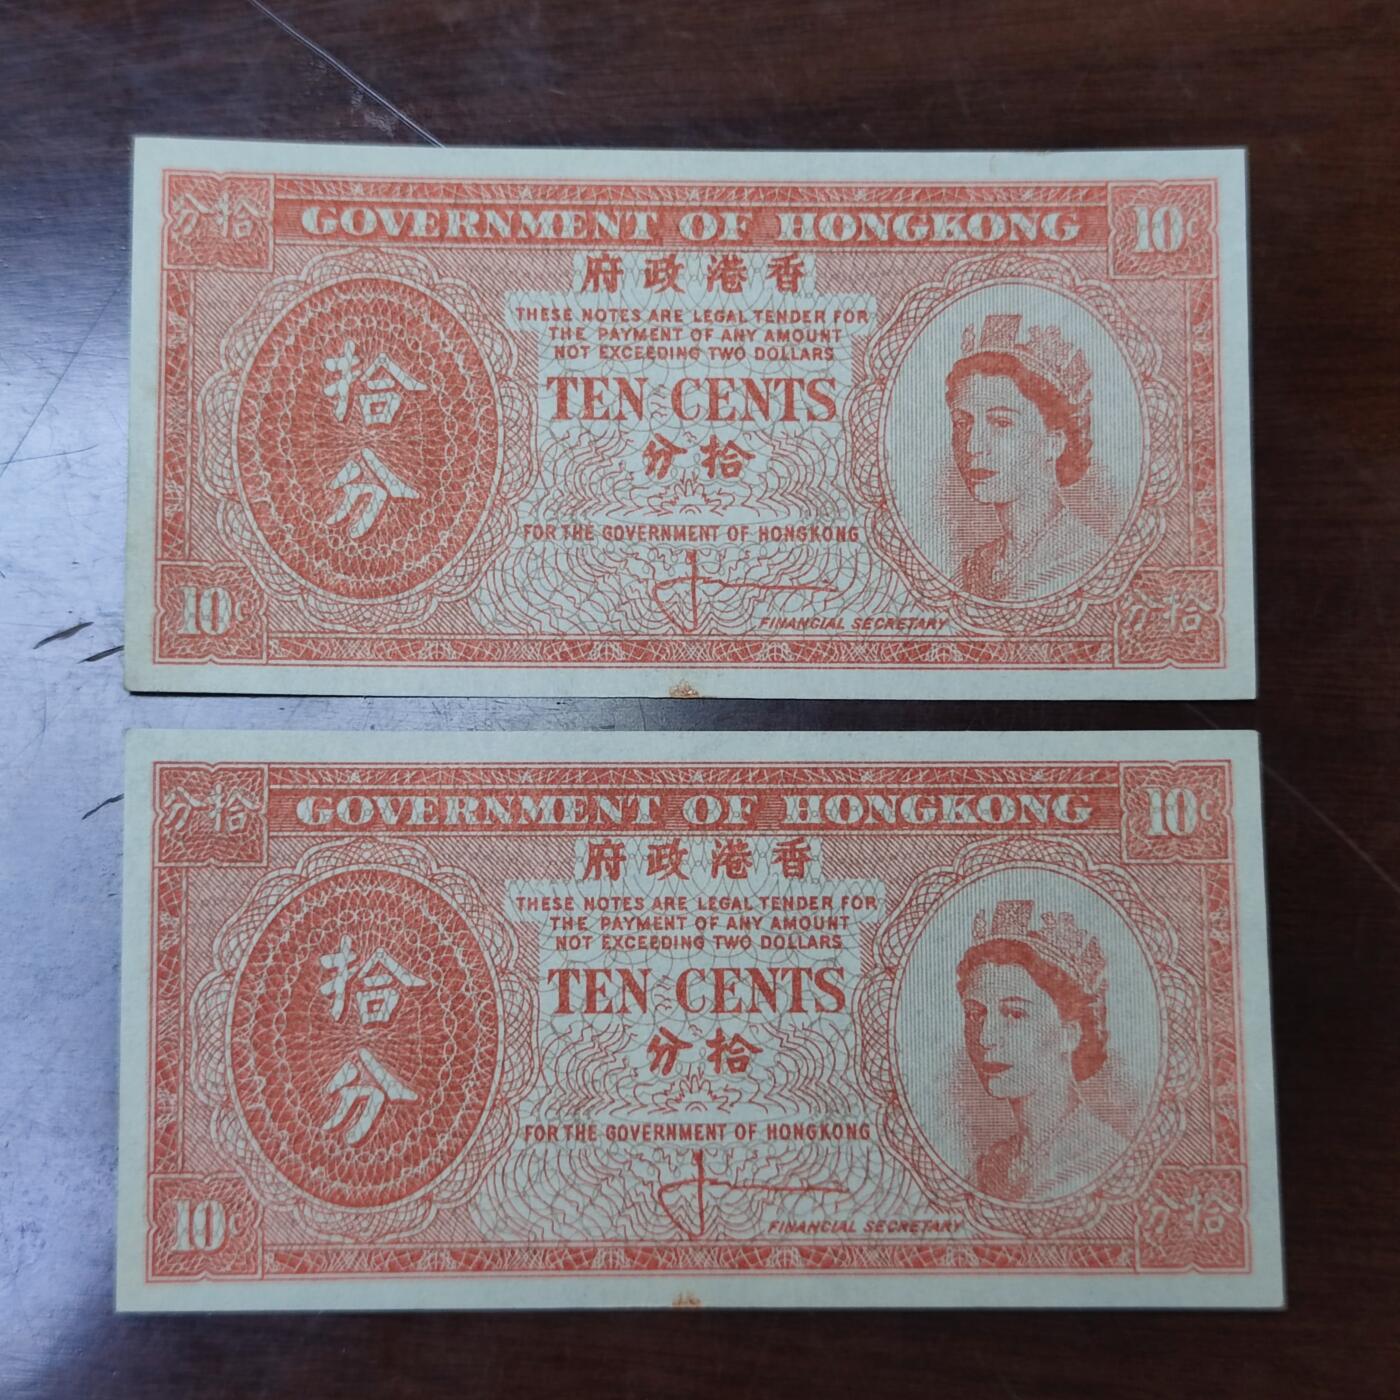 分拾
GOVERNMENT OF HONGKONG
10c
府政港香
THESE NOTES ARE LEGAL TENDER FOR
THE PAYMENT OF ANY AMOUNT
NOT EXCEEDING TWO DOLLARS
拾
分
TEN CENTS
分拾
FOR THE GOVERNMENT OF HONGKONG
10c
FINANCIAL SECRETARY
分拾
分拾
GOVERNMENT OF HONGKONG
10c
府政港香
THESE NOTES ARE LEGAL TENDER FOR
THE PAYMENT OF ANY AMOUNT
NOT EXCEEDING TWO DOLLARS
拾
分
TEN CENTS
分拾
FOR THE GOVERNMENT OF HONGKONG
10c
FINANCIAL SECRETARY
分拾